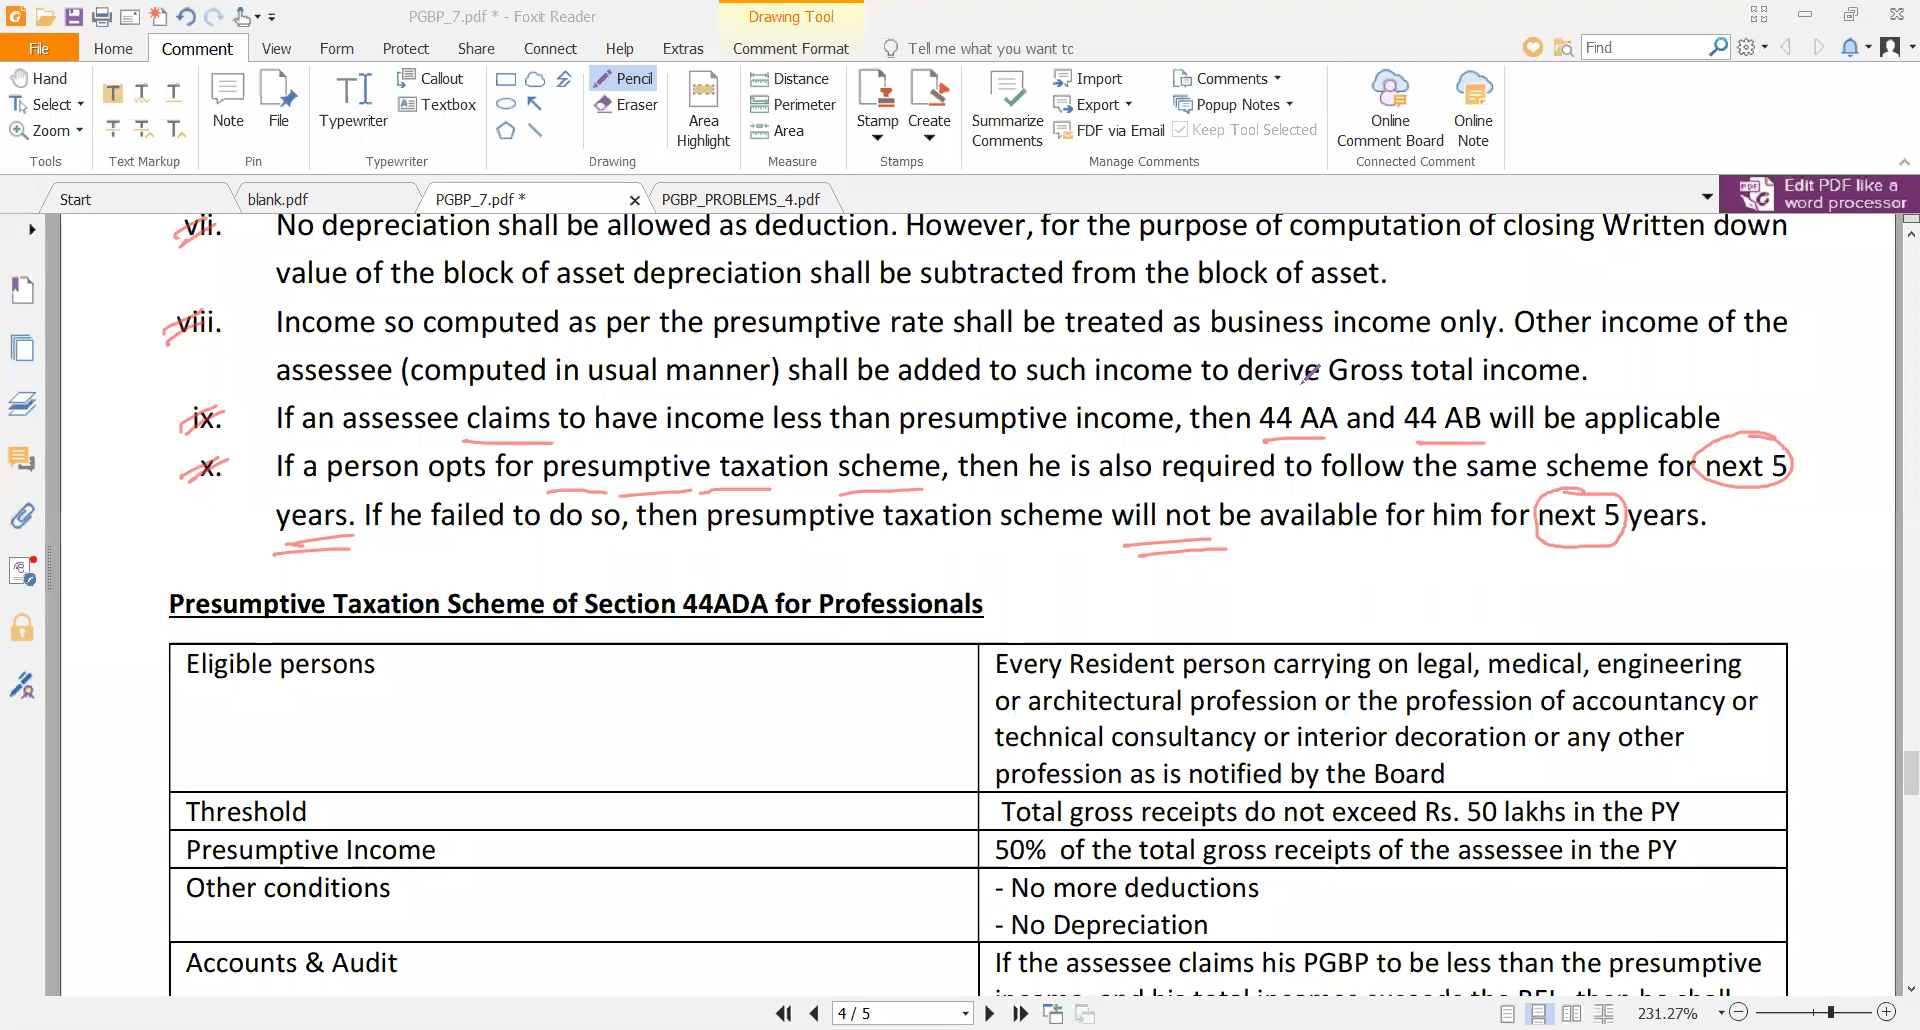 PGBP_7.pdf * - Foxit Reader
Drawing Tool
File Home Comment View Form Protect Share Connect Help Extras Comment Format Tell me what you want to Find
Hand
Select
Zoom
Tools
T T T
T T T
Text Markup
Note File
Pin
Typewriter
Callout
Textbox
Typewriter
Pencil
Eraser
Drawing
Area
Highlight
Distance
Perimeter
Area
Measure
Stamp Create
Stamps
Summarize
Comments
Import
Export
FDF via Email
Comments
Popup Notes
Keep Tool Selected
Manage Comments
Online
Comment Board
Online
Note
Connected Comment
Start blank.pdf PGBP_7.pdf * PGBP_PROBLEMS_4.pdf
Edit PDF like a
word processor
vii. No depreciation shall be allowed as deduction. However, for the purpose of computation of closing Written down
value of the block of asset depreciation shall be subtracted from the block of asset.
viii. Income so computed as per the presumptive rate shall be treated as business income only. Other income of the
assessee (computed in usual manner) shall be added to such income to derive Gross total income.
ix. If an assessee claims to have income less than presumptive income, then 44 AA and 44 AB will be applicable
x. If a person opts for presumptive taxation scheme, then he is also required to follow the same scheme for next 5
years. If he failed to do so, then presumptive taxation scheme will not be available for him for next 5 years.
Presumptive Taxation Scheme of Section 44ADA for Professionals
Eligible persons
Every Resident person carrying on legal, medical, engineering
or architectural profession or the profession of accountancy or
technical consultancy or interior decoration or any other
profession as is notified by the Board
Threshold
Total gross receipts do not exceed Rs. 50 lakhs in the PY
Presumptive Income
50% of the total gross receipts of the assessee in the PY
Other conditions
- No more deductions
- No Depreciation
Accounts & Audit
If the assessee claims his PGBP to be less than the presumptive
4 / 5
231.27%